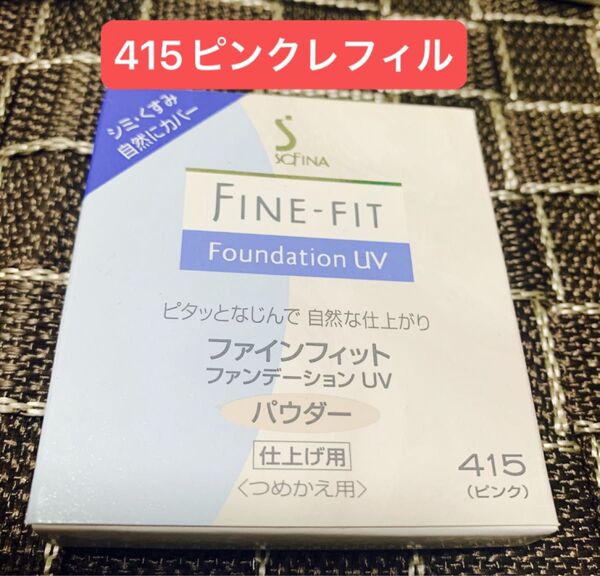 415ピンクレフィル
シミ・くすみ
自然にカバー
SOFINA
FINE-FIT
Foundation UV
ピタッとなじんで 自然な仕上がり
ファインフィット
ファンデーション UV
パウダー
仕上げ用
〈つめかえ用〉
415
(ピンク)